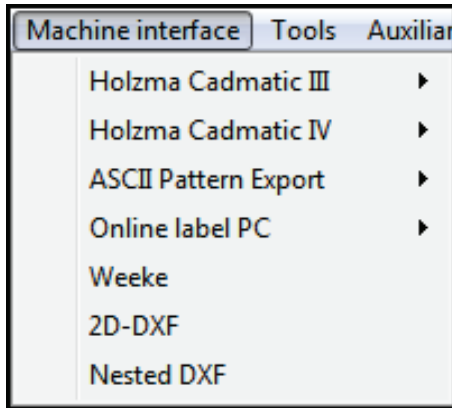 Machine interface Tools Auxiliar
Holzma Cadmatic III
Holzma Cadmatic IV
ASCII Pattern Export
Online label PC
Weeke
2D-DXF
Nested DXF